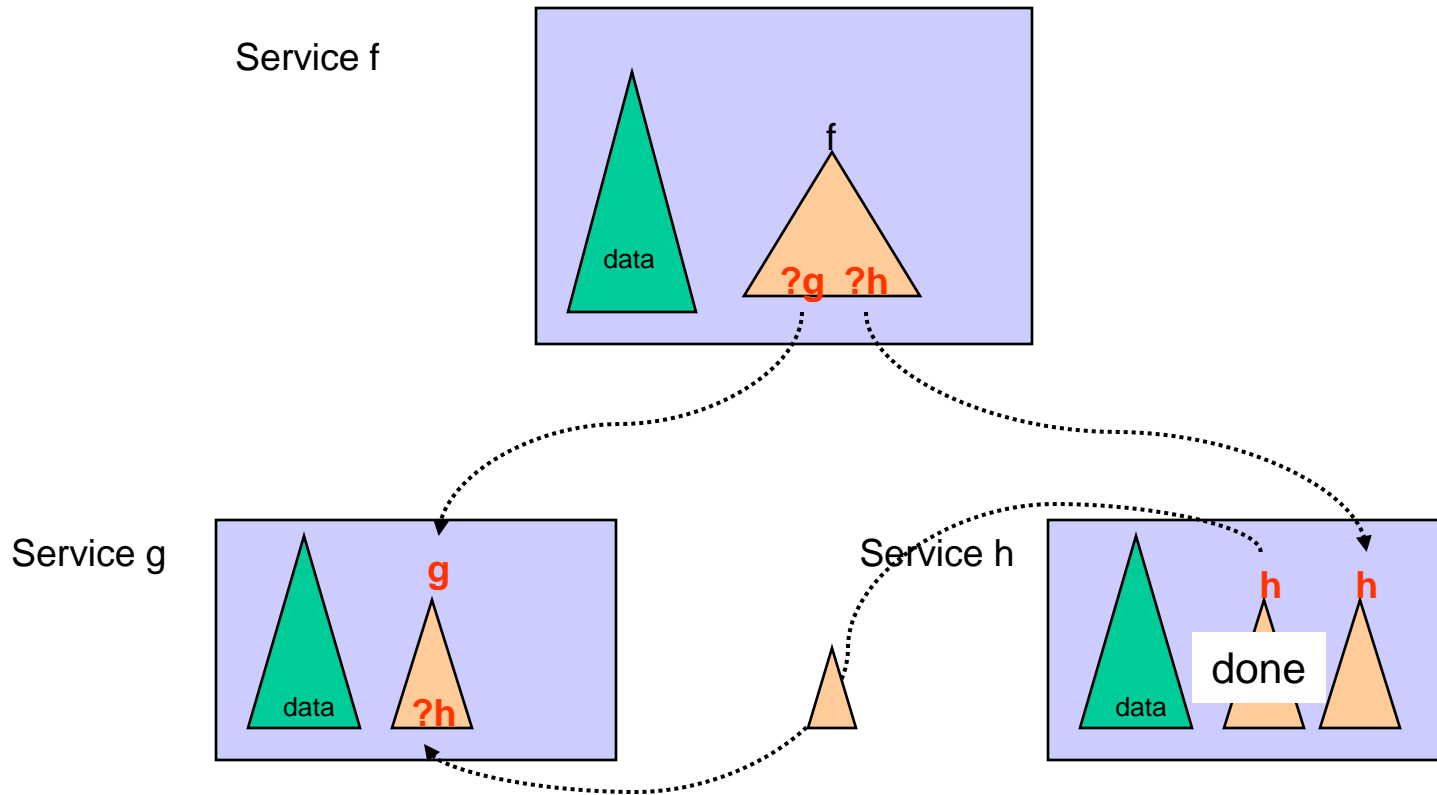 Service f
f
data
?g ?h
Service g
g
data
?h
Service h
h h
done
data